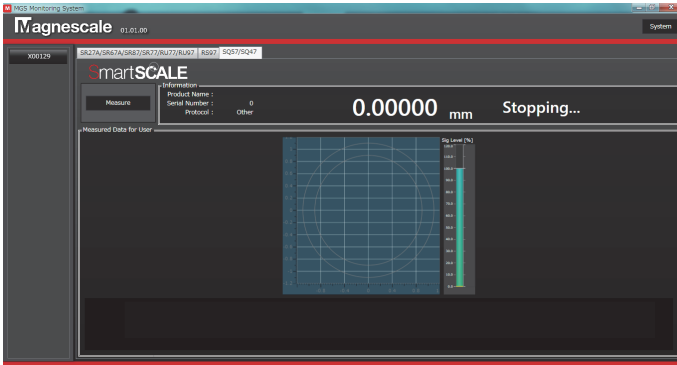 MGS Monitoring System
Magnescale 01.01.00
System
X00129
SR27A/SR67A/SR87/SR77/RU77/RU97 RS97 SQ57/SQ47
SmartSCALE
Measure
Information
Product Name :
Serial Number : 0
Protocol : Other
0.00000 mm
Stopping...
Measured Data for User
Sig Level [%]